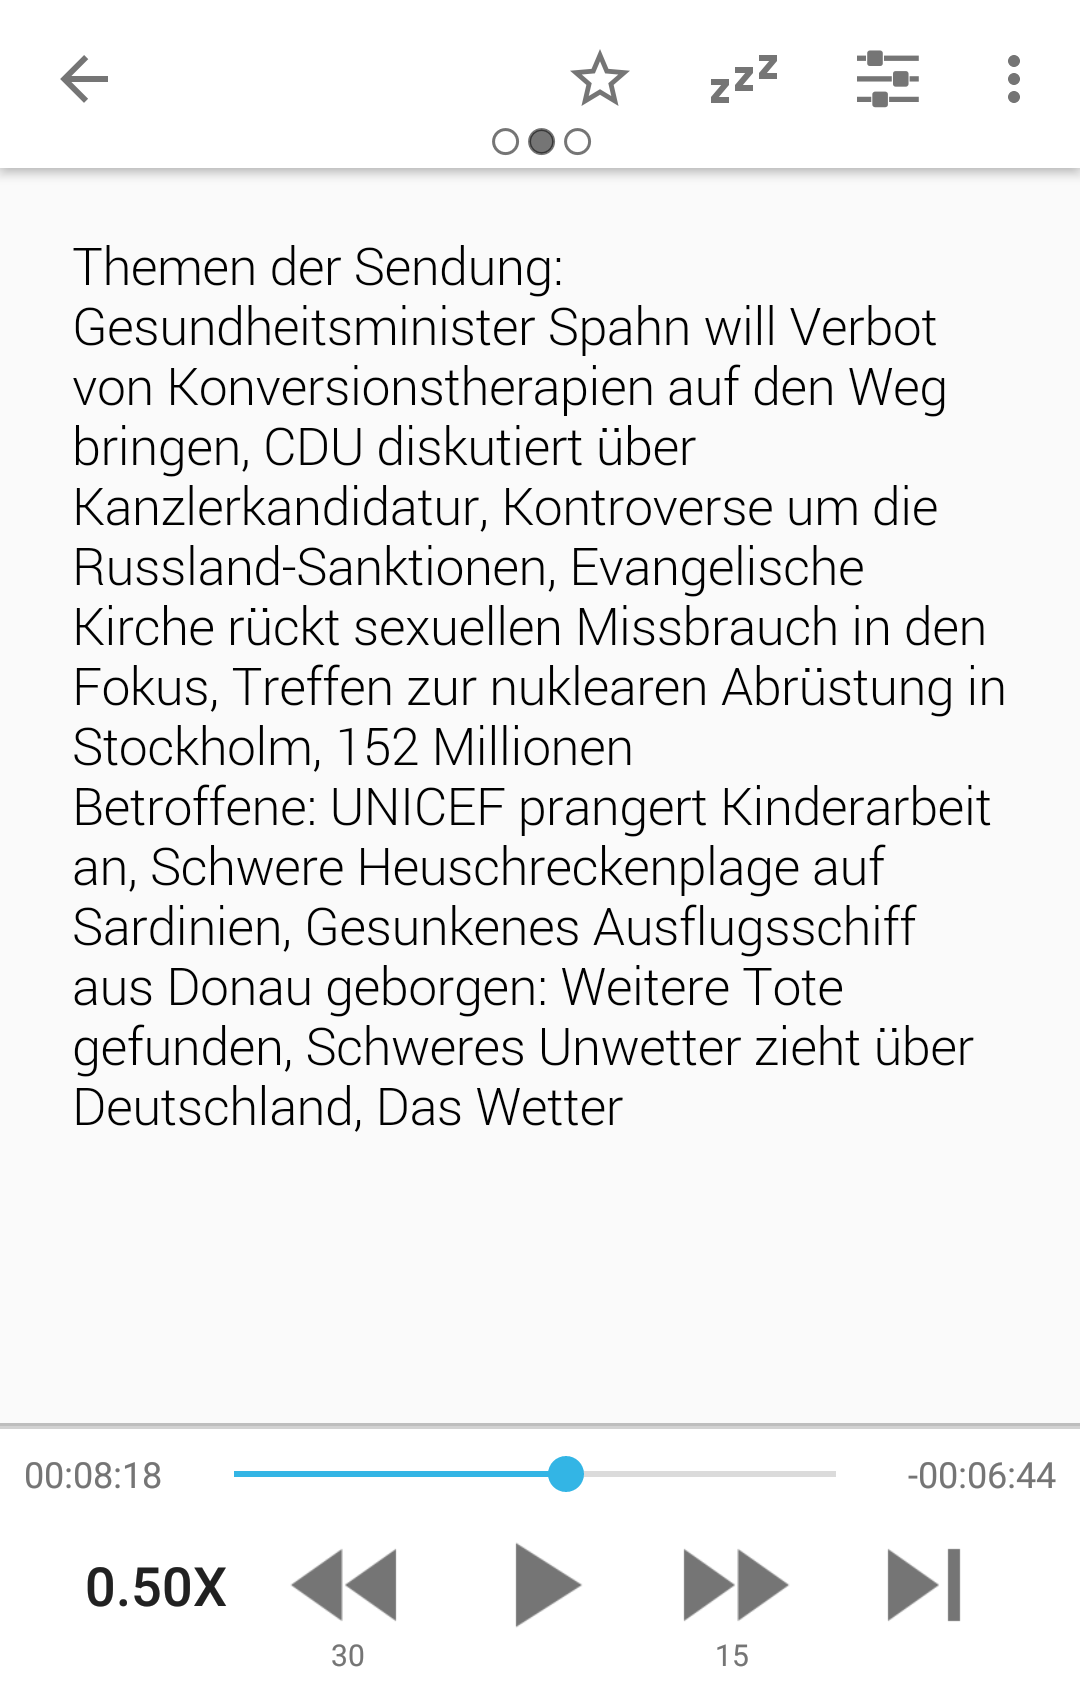 zzz
Themen der Sendung:
Gesundheitsminister Spahn will Verbot
von Konversionstherapien auf den Weg
bringen, CDU diskutiert über
Kanzlerkandidatur, Kontroverse um die
Russland-Sanktionen, Evangelische
Kirche rückt sexuellen Missbrauch in den
Fokus, Treffen zur nuklearen Abrüstung in
Stockholm, 152 Millionen
Betroffene: UNICEF prangert Kinderarbeit
an, Schwere Heuschreckenplage auf
Sardinien, Gesunkenes Ausflugsschiff
aus Donau geborgen: Weitere Tote
gefunden, Schweres Unwetter zieht über
Deutschland, Das Wetter
00:08:18 -00:06:44
0.50X
30 15